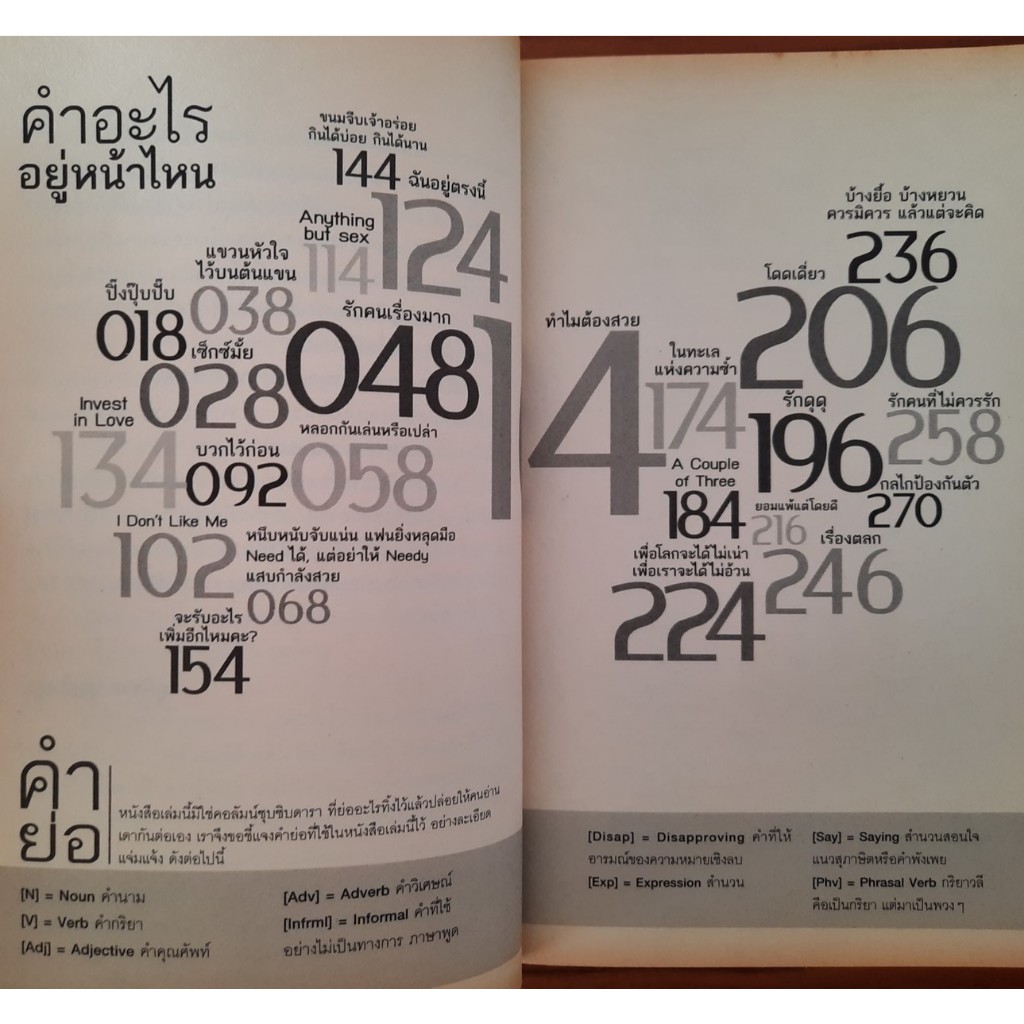 คำอะไร
อยู่หน้าไหน
ขนมจีบเจ้าอร่อย
กินได้บ่อย กินได้นาน
144
ฉันอยู่ตรงนี้
124
Anything
but sex
114
แขวนหัวใจ
ไว้บนต้นแขน
038
ปิ๊งปุ๊บปั๊บ
018
รักคนเรื่องมาก
048
เซ็กซ์มั้ย
028
Invest
in Love
134
หลอกกันเล่นหรือเปล่า
058
บวกไว้ก่อน
092
I Don't Like Me
102
หนึบหนับจับแน่น แฟนยิ่งหลุดมือ
Need ได้, แต่อย่าให้ Needy
แสบกำลังสวย
068
จะรับอะไร
เพิ่มอีกไหมคะ?
154
ทำไมต้องสวย
14
บ้างยื้อ บ้างหยวน
ควรมิควร แล้วแต่จะคิด
236
โดดเดี่ยว
206
ในทะเล
แห่งความช้ำ
174
รักดุดุ
196
รักคนที่ไม่ควรรัก
258
A Couple
of Three
184
กลไกป้องกันตัว
270
ยอมแพ้แต่โดยดี
216
เรื่องตลก
246
เพื่อโลกจะได้ไม่เน่า
เพื่อเราจะได้ไม่อ้วน
224
คำ
ย่อ
หนังสือเล่มนี้มิใช่คอลัมน์ซุบซิบดารา ที่ย่ออะไรทิ้งไว้แล้วปล่อยให้คนอ่าน
เดากันต่อเอง เราจึงขอชี้แจงคำย่อที่ใช้ในหนังสือเล่มนี้ไว้ อย่างละเอียด
แจ่มแจ้ง ดังต่อไปนี้
[N] = Noun คำนาม
[V] = Verb คำกริยา
[Adj] = Adjective คำคุณศัพท์
[Adv] = Adverb คำวิเศษณ์
[Infrml] = Informal คำที่ใช้
อย่างไม่เป็นทางการ ภาษาพูด
[Disap] = Disapproving คำที่ให้
อารมณ์ของความหมายเชิงลบ
[Exp] = Expression สำนวน
[Say] = Saying สำนวนสอนใจ
แนวสุภาษิตหรือคำพังเพย
[Phv] = Phrasal Verb กริยาวลี
คือเป็นกริยา แต่มาเป็นพวง ๆ